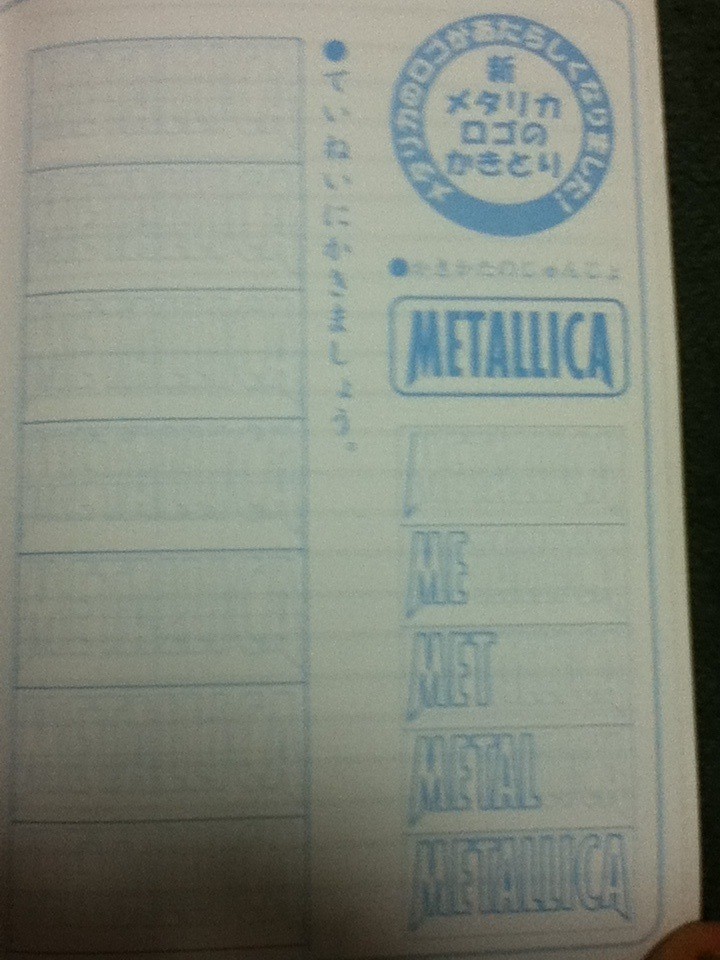 メタリカのロゴがあたらしくなりました!
新
メタリカ
ロゴの
かきとり
●かきかたのじゅんじょ
METALLICA
ME
MET
METAL
METALLICA
●ていねいにかきましょう。